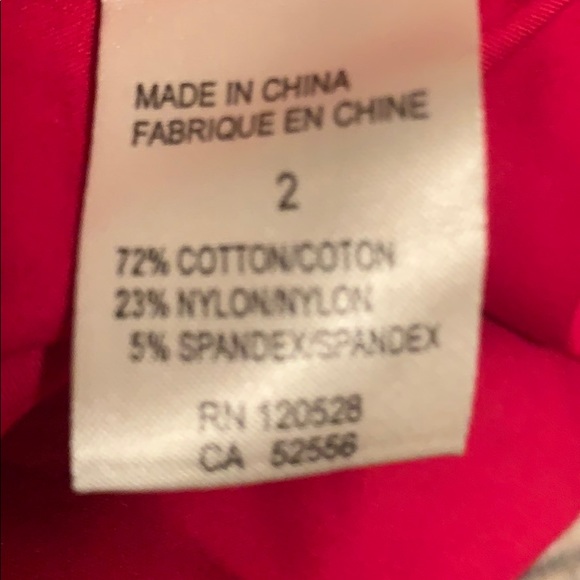 MADE IN CHINA
FABRIQUE EN CHINE
2
72% COTTON/COTON
23% NYLON/NYLON
5% SPANDEX/SPANDEX
RN 120528
CA 52556